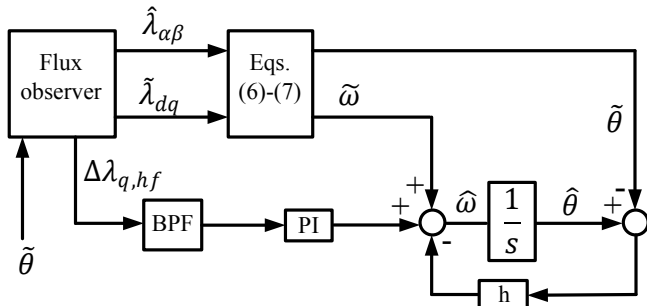 Flux
observer
λ̂αβ
λ̃dq
Eqs.
(6)-(7)
ω̃
θ̃
Δλq,hf
BPF
PI
+
+
-
ω̂
1
s
θ̂
+
-
h
θ̃